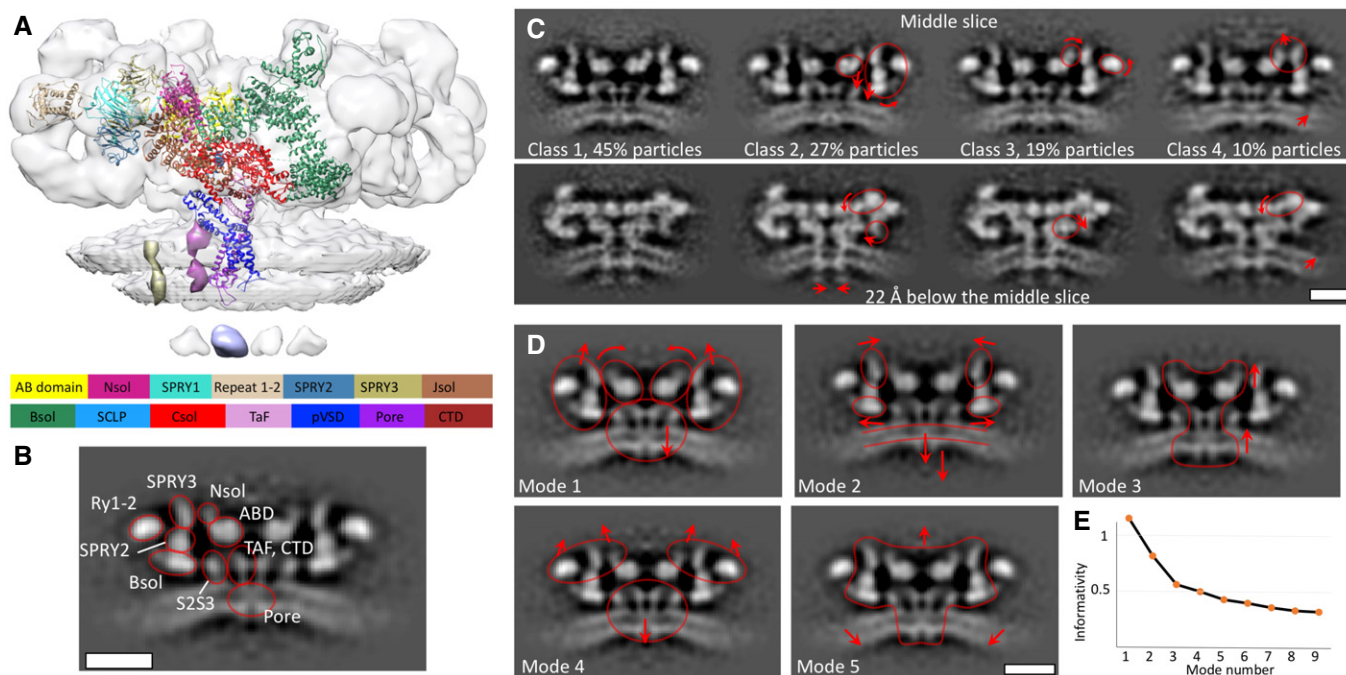 A
AB domain Nsol SPRY1 Repeat 1-2 SPRY2 SPRY3 Jsol
Bsol SCLP Csol TaF pVSD Pore CTD
B
SPRY3
Nsol
Ry1-2
ABD
SPRY2
TAF, CTD
Bsol
S2S3
Pore
C
Middle slice
Class 1, 45% particles Class 2, 27% particles Class 3, 19% particles Class 4, 10% particles
22 Å below the middle slice
D
Mode 1 Mode 2 Mode 3
Mode 4 Mode 5
E
1
0.5
Informativity
1 2 3 4 5 6 7 8 9
Mode number